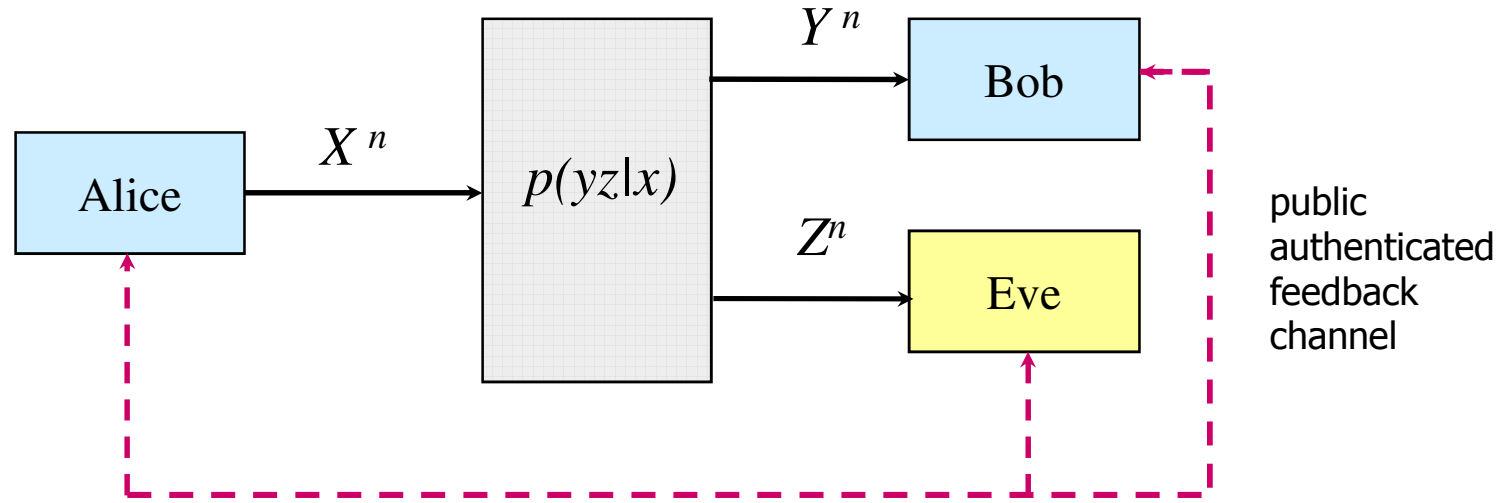 Alice
X^n
p(yz|x)
Y^n
Bob
Z^n
Eve
public
authenticated
feedback
channel